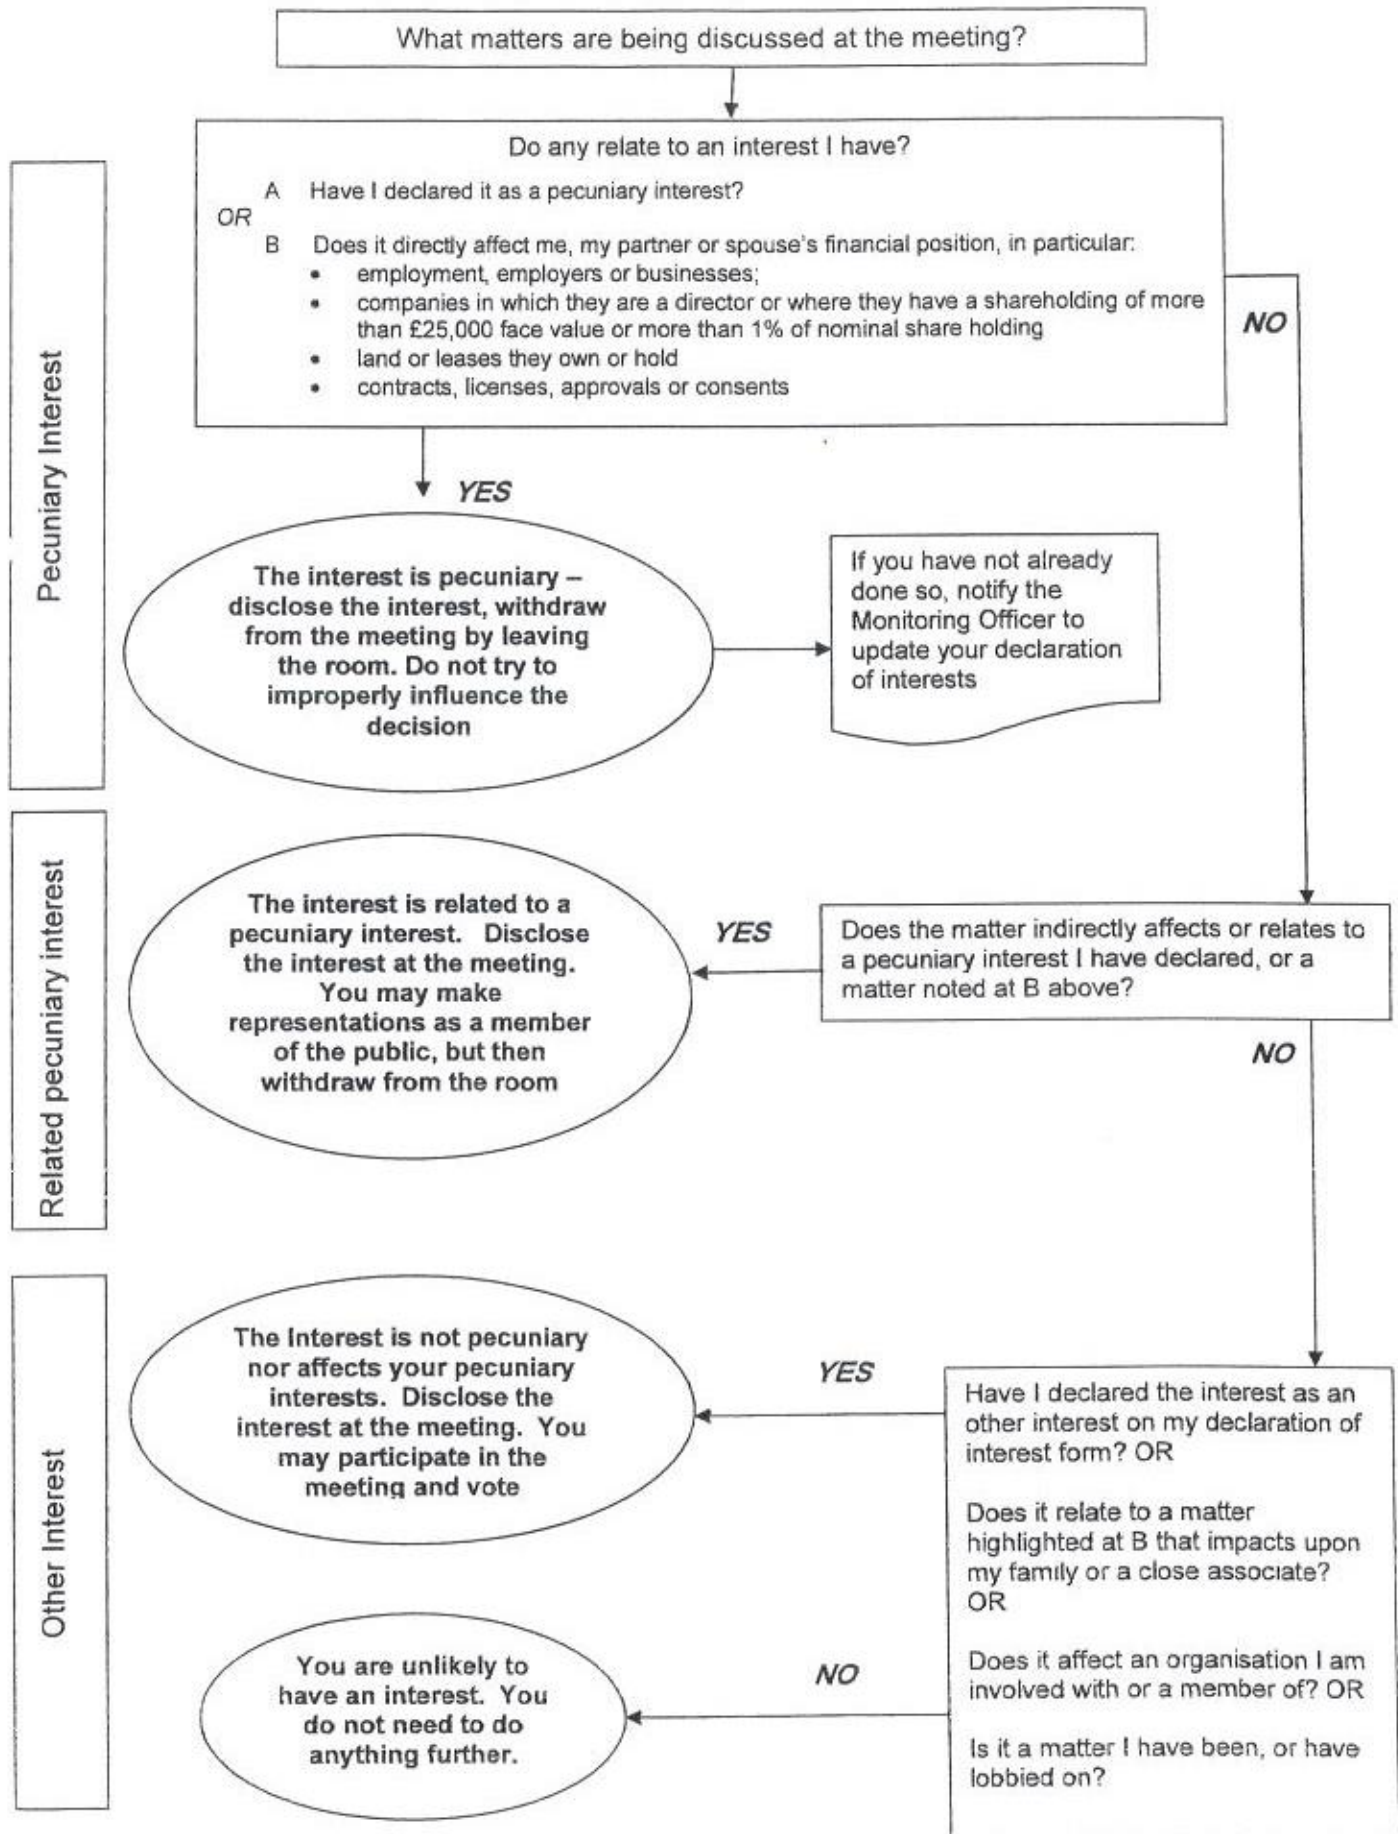 What matters are being discussed at the meeting?
Do any relate to an interest I have?
A Have I declared it as a pecuniary interest?
OR
B Does it directly affect me, my partner or spouse's financial position, in particular:
• employment, employers or businesses;
• companies in which they are a director or where they have a shareholding of more
than £25,000 face value or more than 1% of nominal share holding
• land or leases they own or hold
• contracts, licenses, approvals or consents
NO
Pecuniary Interest
YES
The interest is pecuniary –
disclose the interest, withdraw
from the meeting by leaving
the room. Do not try to
improperly influence the
decision
If you have not already
done so, notify the
Monitoring Officer to
update your declaration
of interests
Related pecuniary interest
The interest is related to a
pecuniary interest. Disclose
the interest at the meeting.
You may make
representations as a member
of the public, but then
withdraw from the room
YES
Does the matter indirectly affects or relates to
a pecuniary interest I have declared, or a
matter noted at B above?
NO
Other Interest
The Interest is not pecuniary
nor affects your pecuniary
interests. Disclose the
interest at the meeting. You
may participate in the
meeting and vote
YES
Have I declared the interest as an
other interest on my declaration of
interest form? OR
Does it relate to a matter
highlighted at B that impacts upon
my family or a close associate?
OR
Does it affect an organisation I am
involved with or a member of? OR
Is it a matter I have been, or have
lobbied on?
NO
You are unlikely to
have an interest. You
do not need to do
anything further.